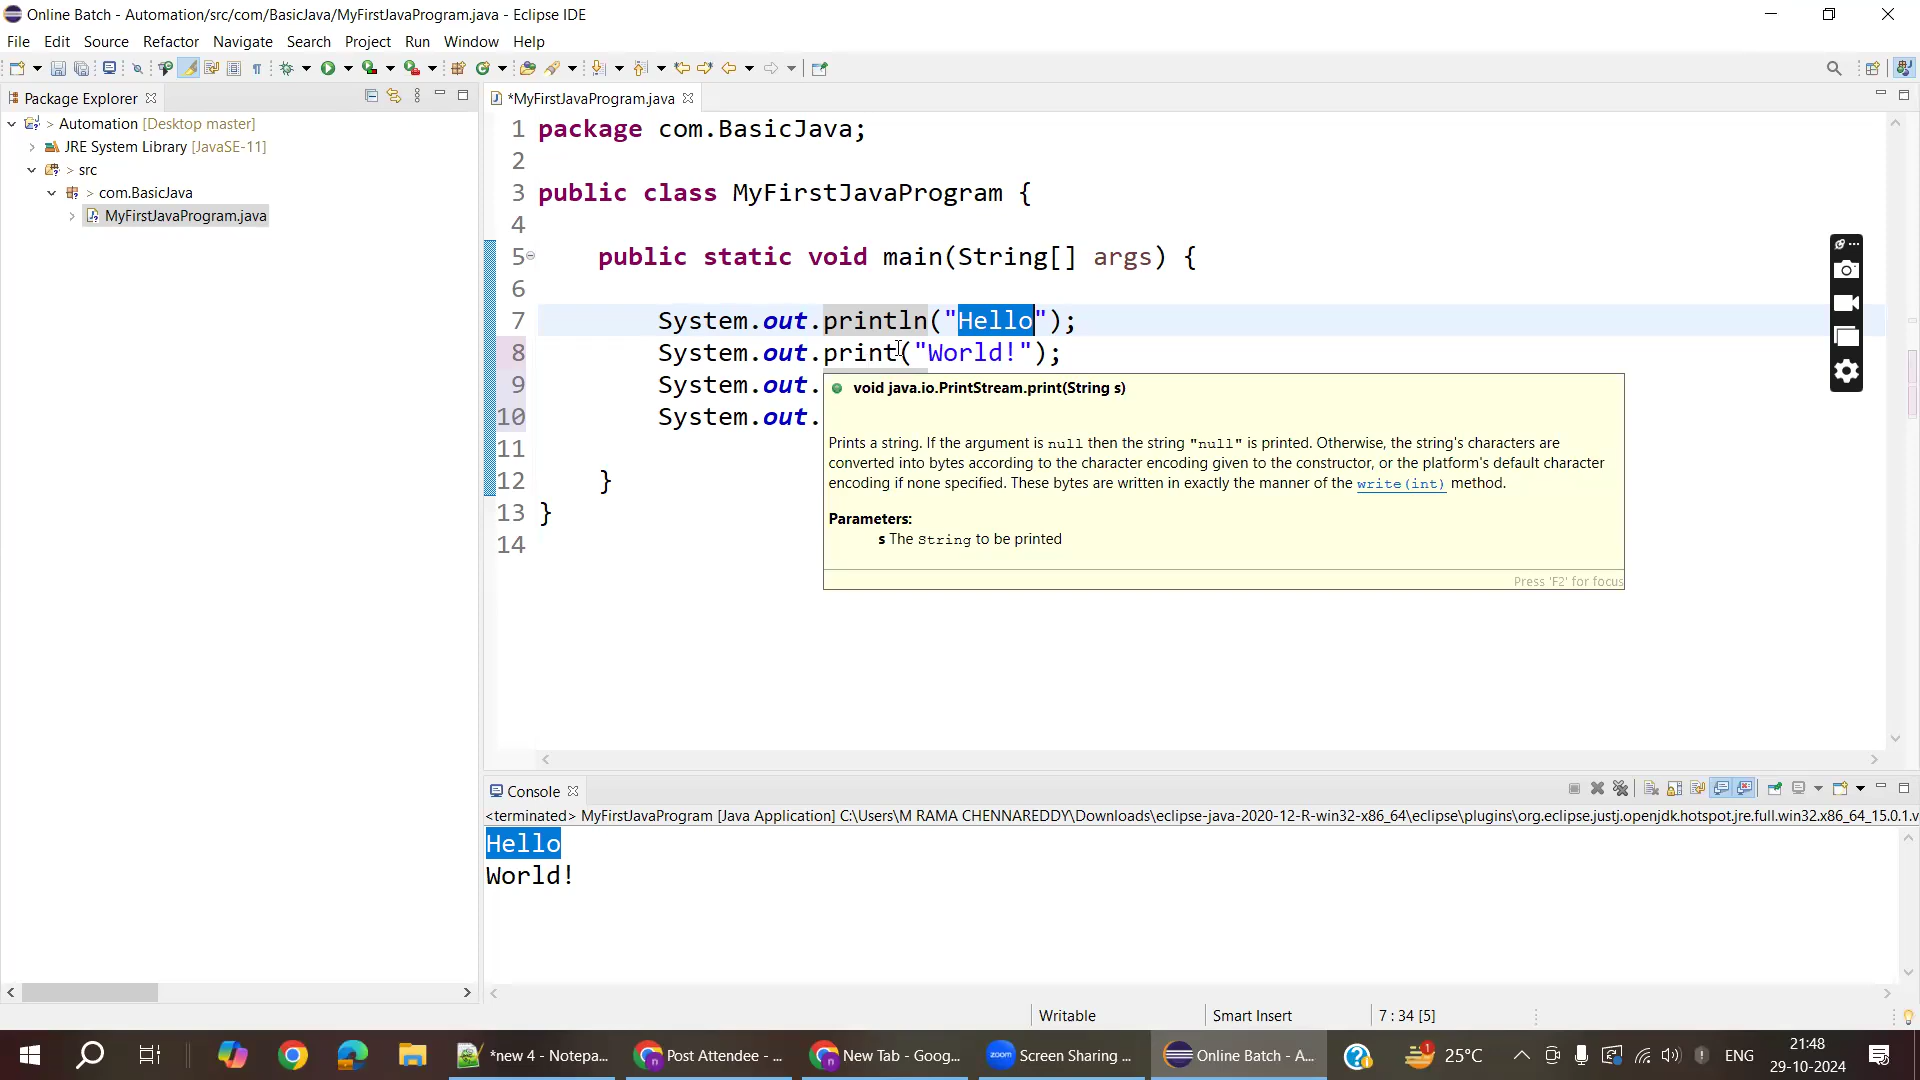 Online Batch - Automation/src/com/BasicJava/MyFirstJavaProgram.java - Eclipse IDE
File Edit Source Refactor Navigate Search Project Run Window Help
Package Explorer
*MyFirstJavaProgram.java
> Automation [Desktop master]
JRE System Library [JavaSE-11]
> src
> com.BasicJava
MyFirstJavaProgram.java
1 package com.BasicJava;
2
3 public class MyFirstJavaProgram {
4
5 public static void main(String[] args) {
6
7 System.out.println("Hello");
8 System.out.print("World!");
9 System.out.
10 System.out.
11
12 }
13 }
14
void java.io.PrintStream.print(String s)
Prints a string. If the argument is null then the string "null" is printed. Otherwise, the string's characters are
converted into bytes according to the character encoding given to the constructor, or the platform's default character
encoding if none specified. These bytes are written in exactly the manner of the write(int) method.
Parameters:
s The String to be printed
Press 'F2' for focus
Console
<terminated> MyFirstJavaProgram [Java Application] C:\Users\M RAMA CHENNAREDDY\Downloads\eclipse-java-2020-12-R-win32-x86_64\eclipse\plugins\org.eclipse.justj.openjdk.hotspot.jre.full.win32.x86_64_15.0.1.v
Hello
World!
Writable Smart Insert 7 : 34 [5]
*new 4 - Notepa... Post Attendee - ... New Tab - Goog... zoom Screen Sharing ... Online Batch - A... 1 25°C ENG 21:48
29-10-2024